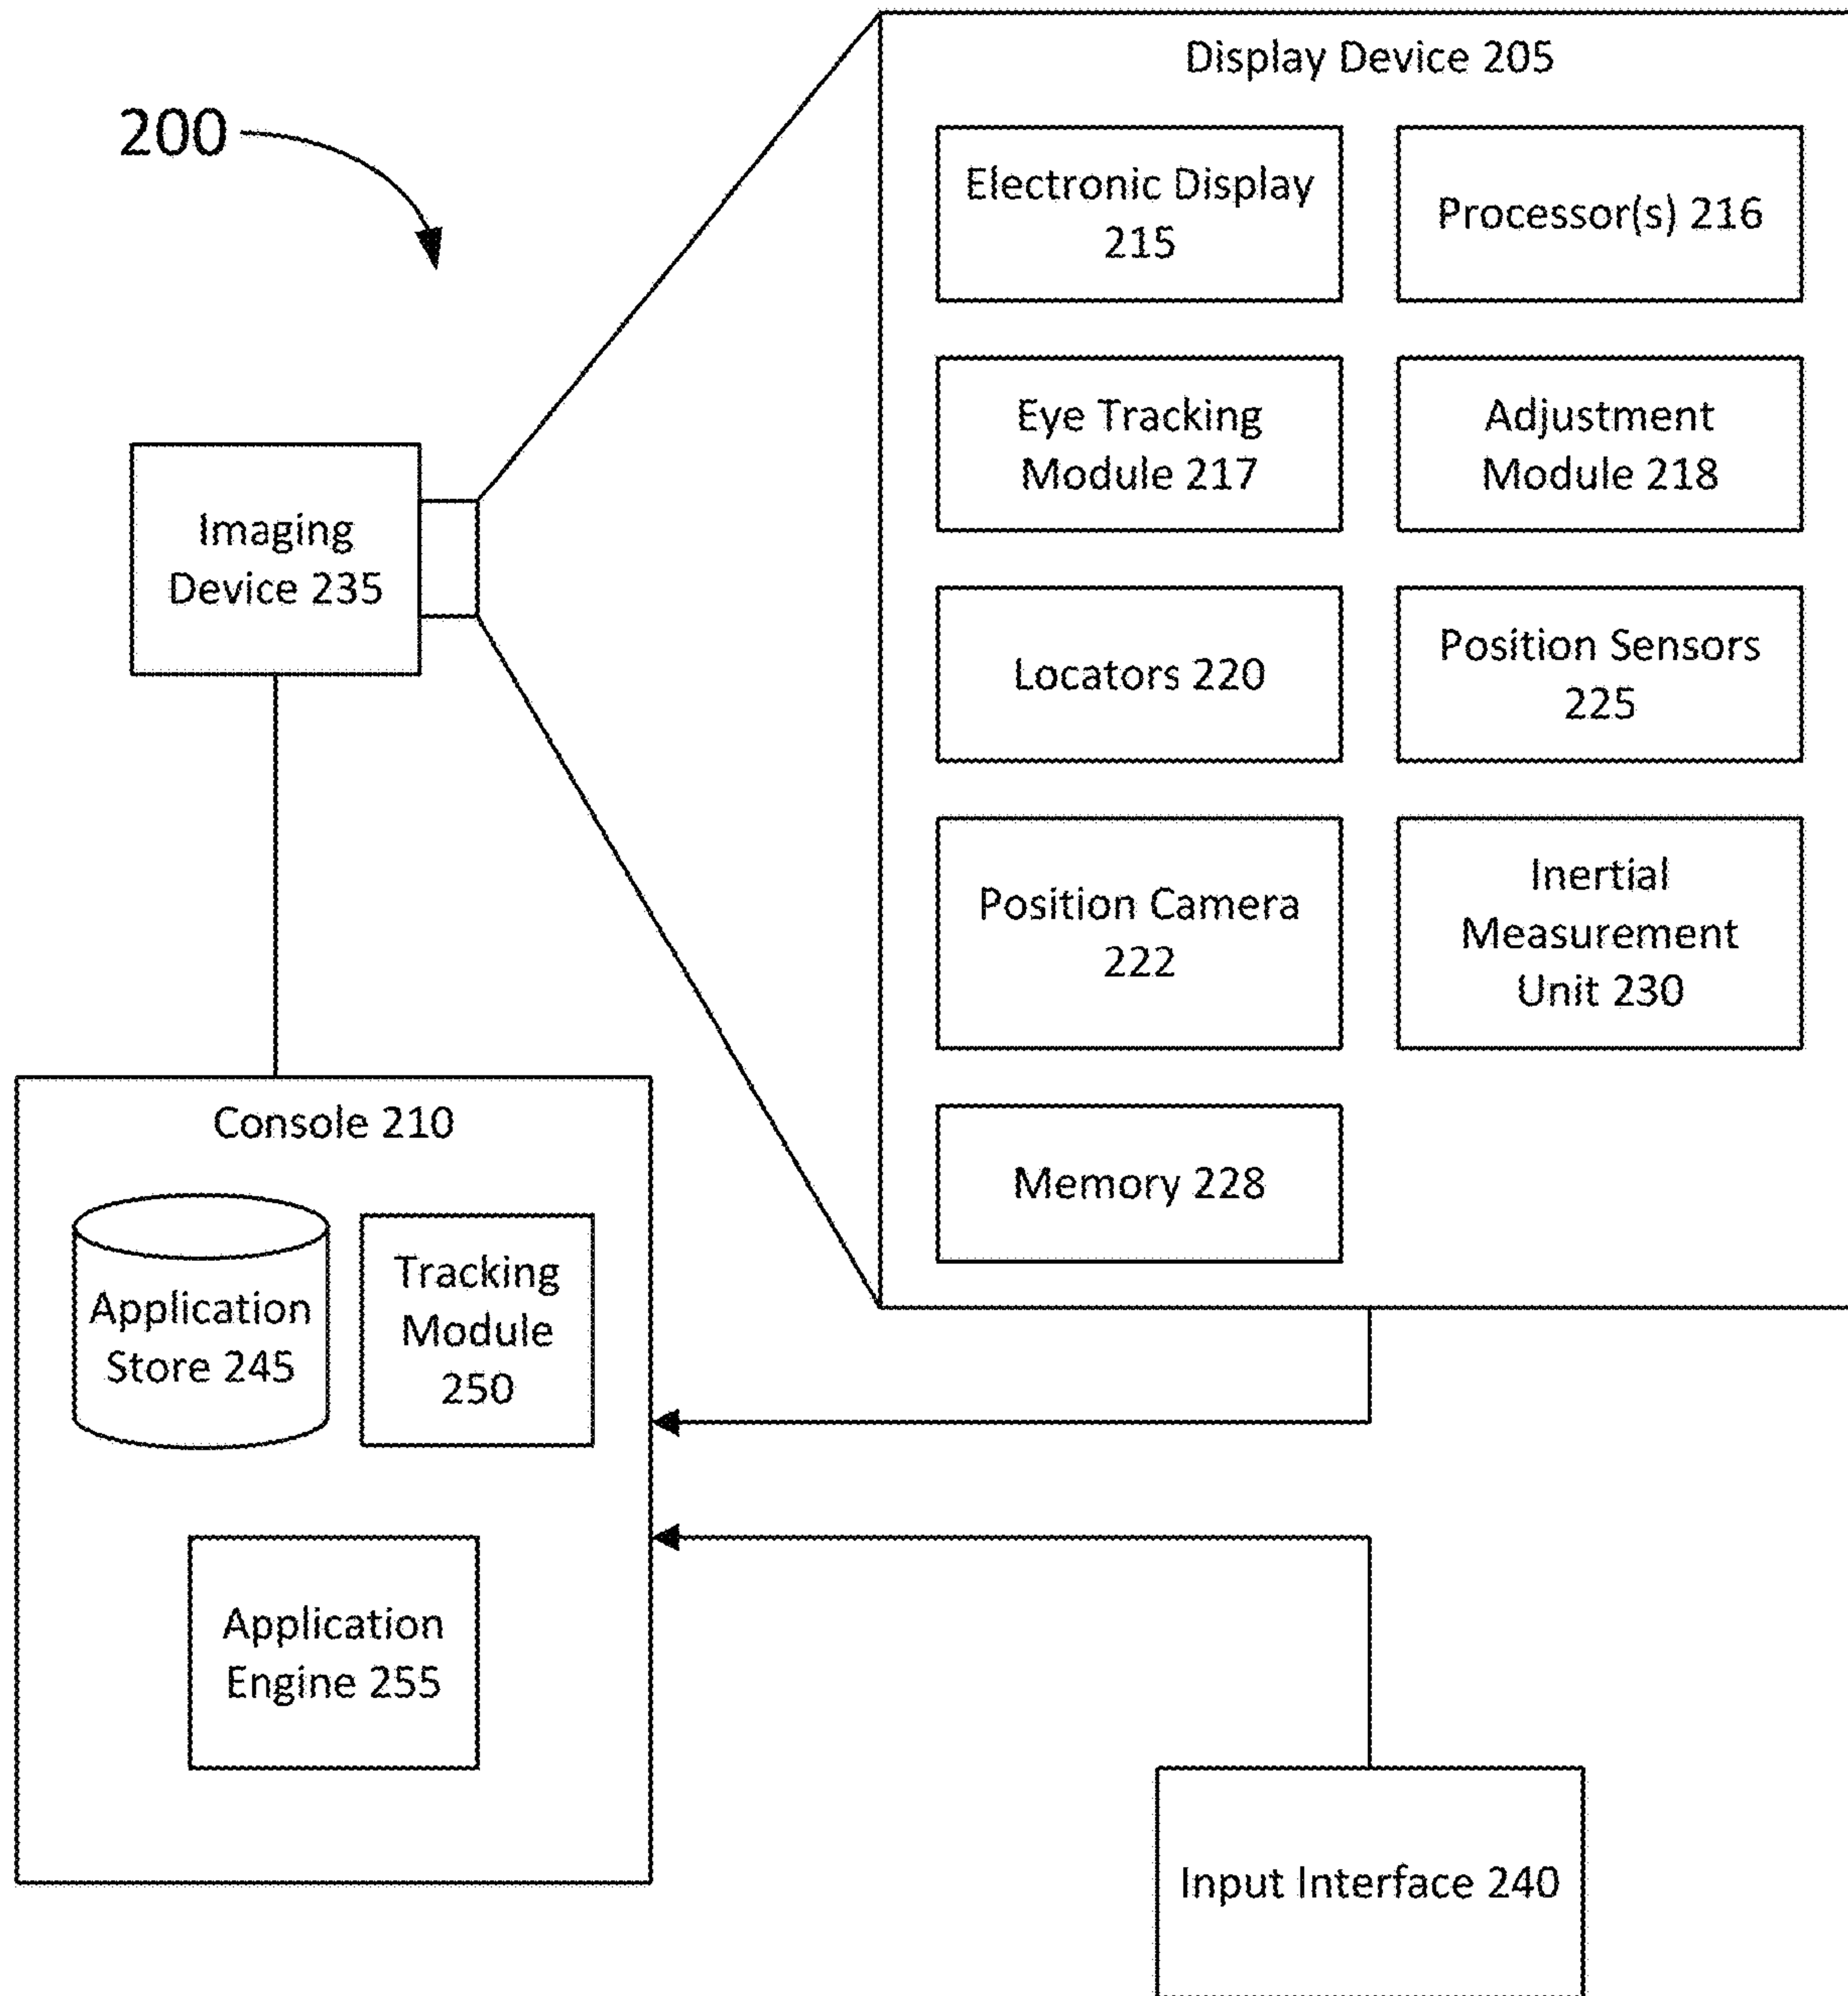 200
Display Device 205
Electronic Display
215
Processor(s) 216
Eye Tracking
Module 217
Adjustment
Module 218
Imaging
Device 235
Locators 220
Position Sensors
225
Position Camera
222
Inertial
Measurement
Unit 230
Memory 228
Console 210
Application
Store 245
Tracking
Module
250
Application
Engine 255
Input Interface 240